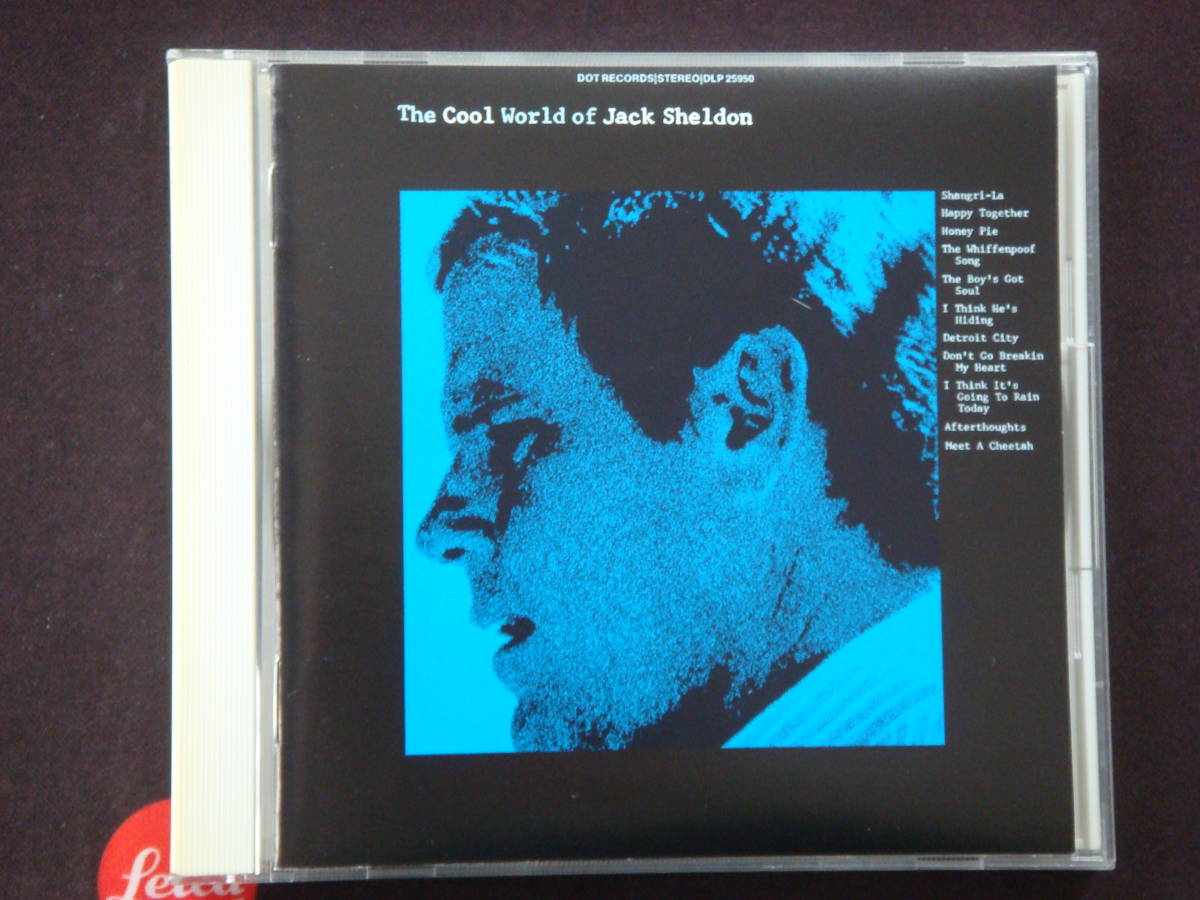 DOT RECORDS|STEREO|DLP 25950
The Cool World of Jack Sheldon
Shangri-La
Happy Together
Honey Pie
The Whiffenpoof
Song
The Boy's Got
Soul
I Think He's
Hiding
Detroit City
Don't Go Breakin
My Heart
I Think It's
Going To Rain
Today
Afterthoughts
Meet A Cheetah
Leica